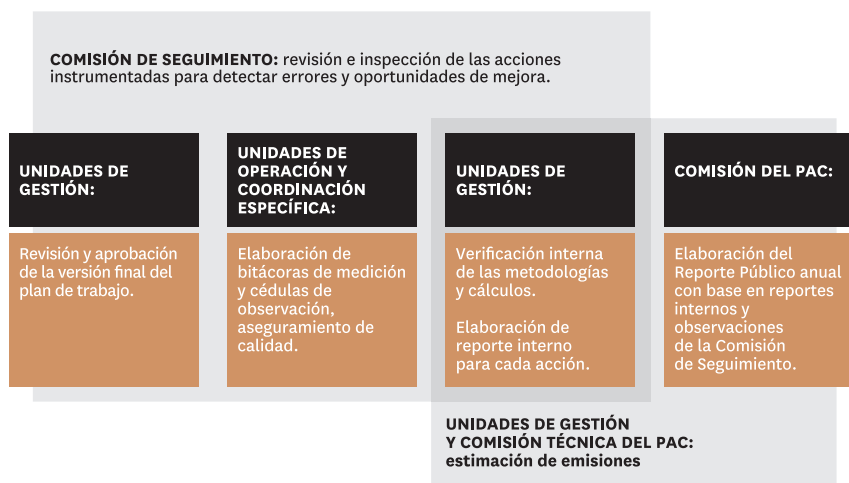 COMISIÓN DE SEGUIMIENTO: revisión e inspección de las acciones
instrumentadas para detectar errores y oportunidades de mejora.
UNIDADES DE
GESTIÓN:
Revisión y aprobación
de la versión final del
plan de trabajo.
UNIDADES DE
OPERACIÓN Y
COORDINACIÓN
ESPECÍFICA:
Elaboración de
bitácoras de medición
y cédulas de
observación,
aseguramiento de
calidad.
UNIDADES DE
GESTIÓN:
Verificación interna
de las metodologías
y cálculos.
Elaboración de
reporte interno
para cada acción.
COMISIÓN DEL PAC:
Elaboración del
Reporte Público anual
con base en reportes
internos y
observaciones
de la Comisión
de Seguimiento.
UNIDADES DE GESTIÓN
Y COMISIÓN TÉCNICA DEL PAC:
estimación de emisiones